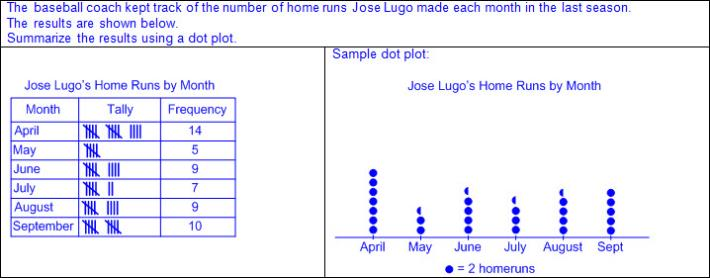 The baseball coach kept track of the number of home runs Jose Lugo made each month in the last season.
The results are shown below.
Summarize the results using a dot plot.
Sample dot plot:
Jose Lugo's Home Runs by Month
Month Tally Frequency
April 14
May 5
June 9
July 7
August 9
September 10
Jose Lugo's Home Runs by Month
April May June July August Sept
= 2 homeruns